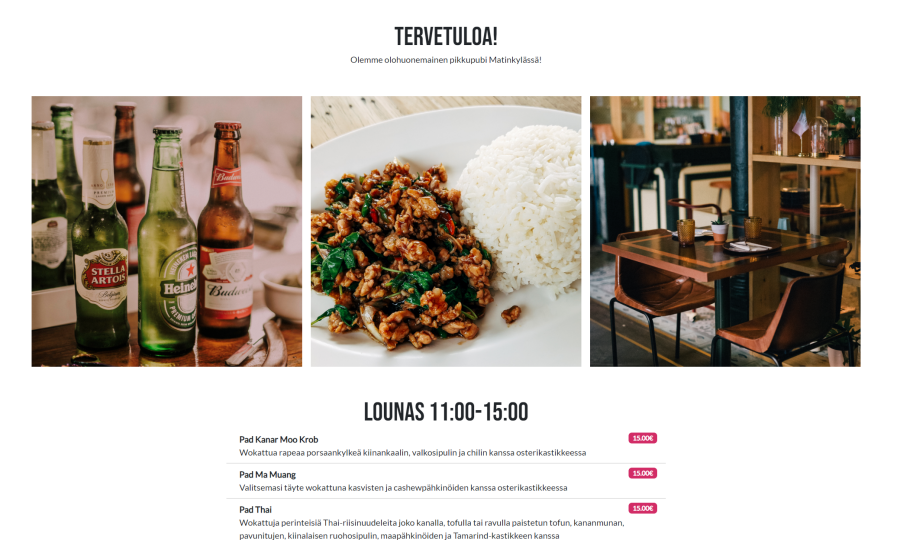 TERVETULOA!
Olemme olohuonemainen pikkupubi Matinkylässä!
STELLA
ARTOIS
LOUNAS 11:00-15:00
Pad Kanar Moo Krob 15.00€
Wokattua rapeaa porsaankylkeä kiinankaalin, valkosipulin ja chilin kanssa osterikastikkeessa
Pad Ma Muang 15.00€
Valitsemasi täyte wokattuna kasvisten ja cashewpähkinöiden kanssa osterikastikkeessa
Pad Thai 15.00€
Wokattuja perinteisiä Thai-riisinuudeleita joko kanalla, tofulla tai ravulla paistetun tofun, kananmunan,
pavunitujen, kiinalaisen ruohosipulin, maapähkinöiden ja Tamarind-kastikkeen kanssa